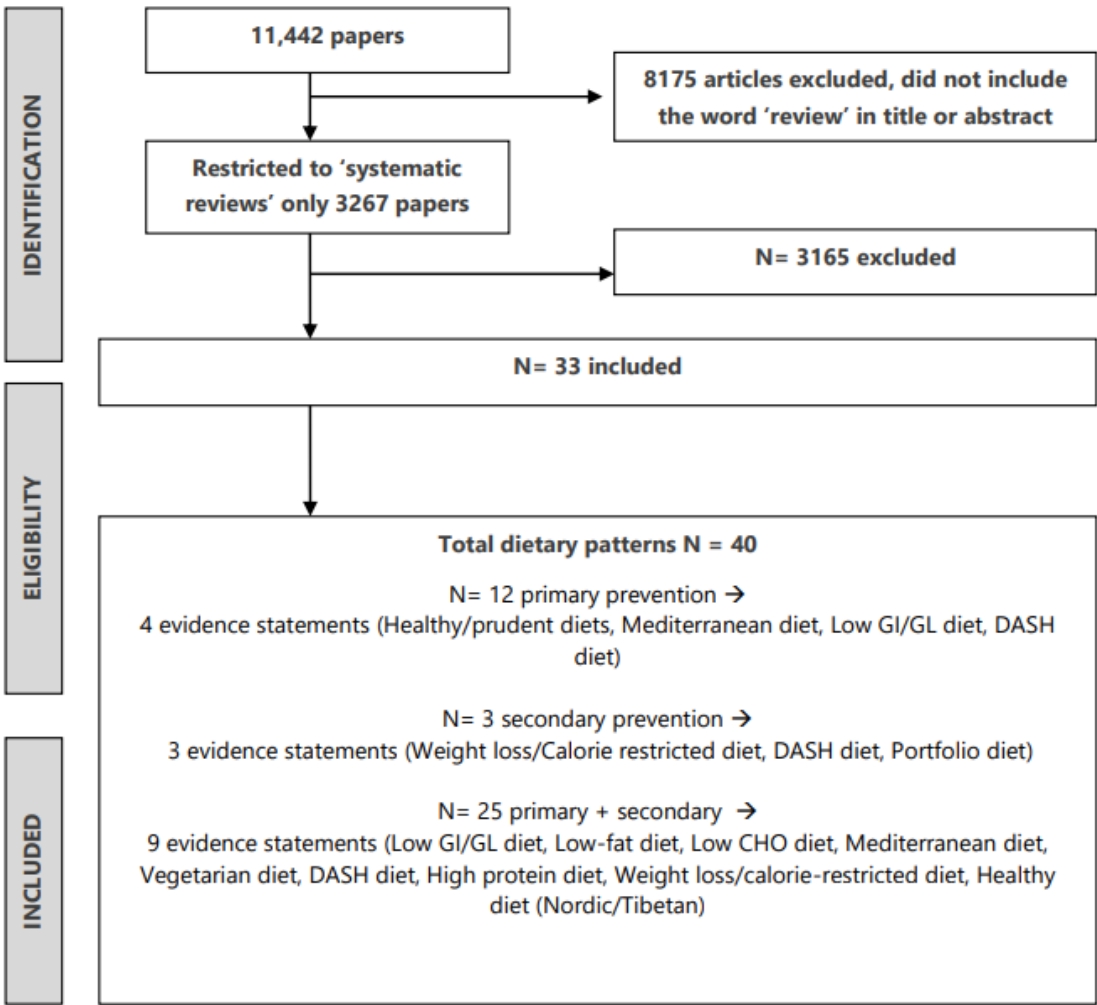 IDENTIFICATION
11,442 papers
8175 articles excluded, did not include
the word ‘review’ in title or abstract
Restricted to ‘systematic
reviews’ only 3267 papers
N= 3165 excluded
N= 33 included
ELIGIBILITY
Total dietary patterns N = 40
N= 12 primary prevention →
4 evidence statements (Healthy/prudent diets, Mediterranean diet, Low GI/GL diet, DASH
diet)
N= 3 secondary prevention →
3 evidence statements (Weight loss/Calorie restricted diet, DASH diet, Portfolio diet)
INCLUDED
N= 25 primary + secondary →
9 evidence statements (Low GI/GL diet, Low-fat diet, Low CHO diet, Mediterranean diet,
Vegetarian diet, DASH diet, High protein diet, Weight loss/calorie-restricted diet, Healthy
diet (Nordic/Tibetan)